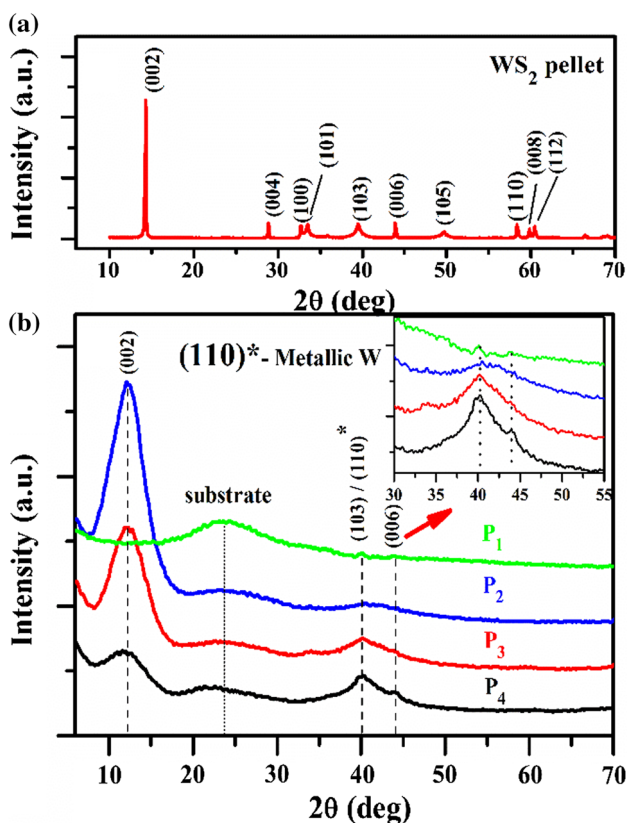 (a)
Intensity (a.u.)
WS₂ pellet
(002)
(004)
(100)
(101)
(103)
(006)
(105)
(110)
(008)
(112)
10 20 30 40 50 60 70
2θ (deg)
(b)
Intensity (a.u.)
(002)
(110)*- Metallic W
substrate
(103) / (110)*
(006)
30 35 40 45 50 55
P₁
P₂
P₃
P₄
10 20 30 40 50 60 70
2θ (deg)